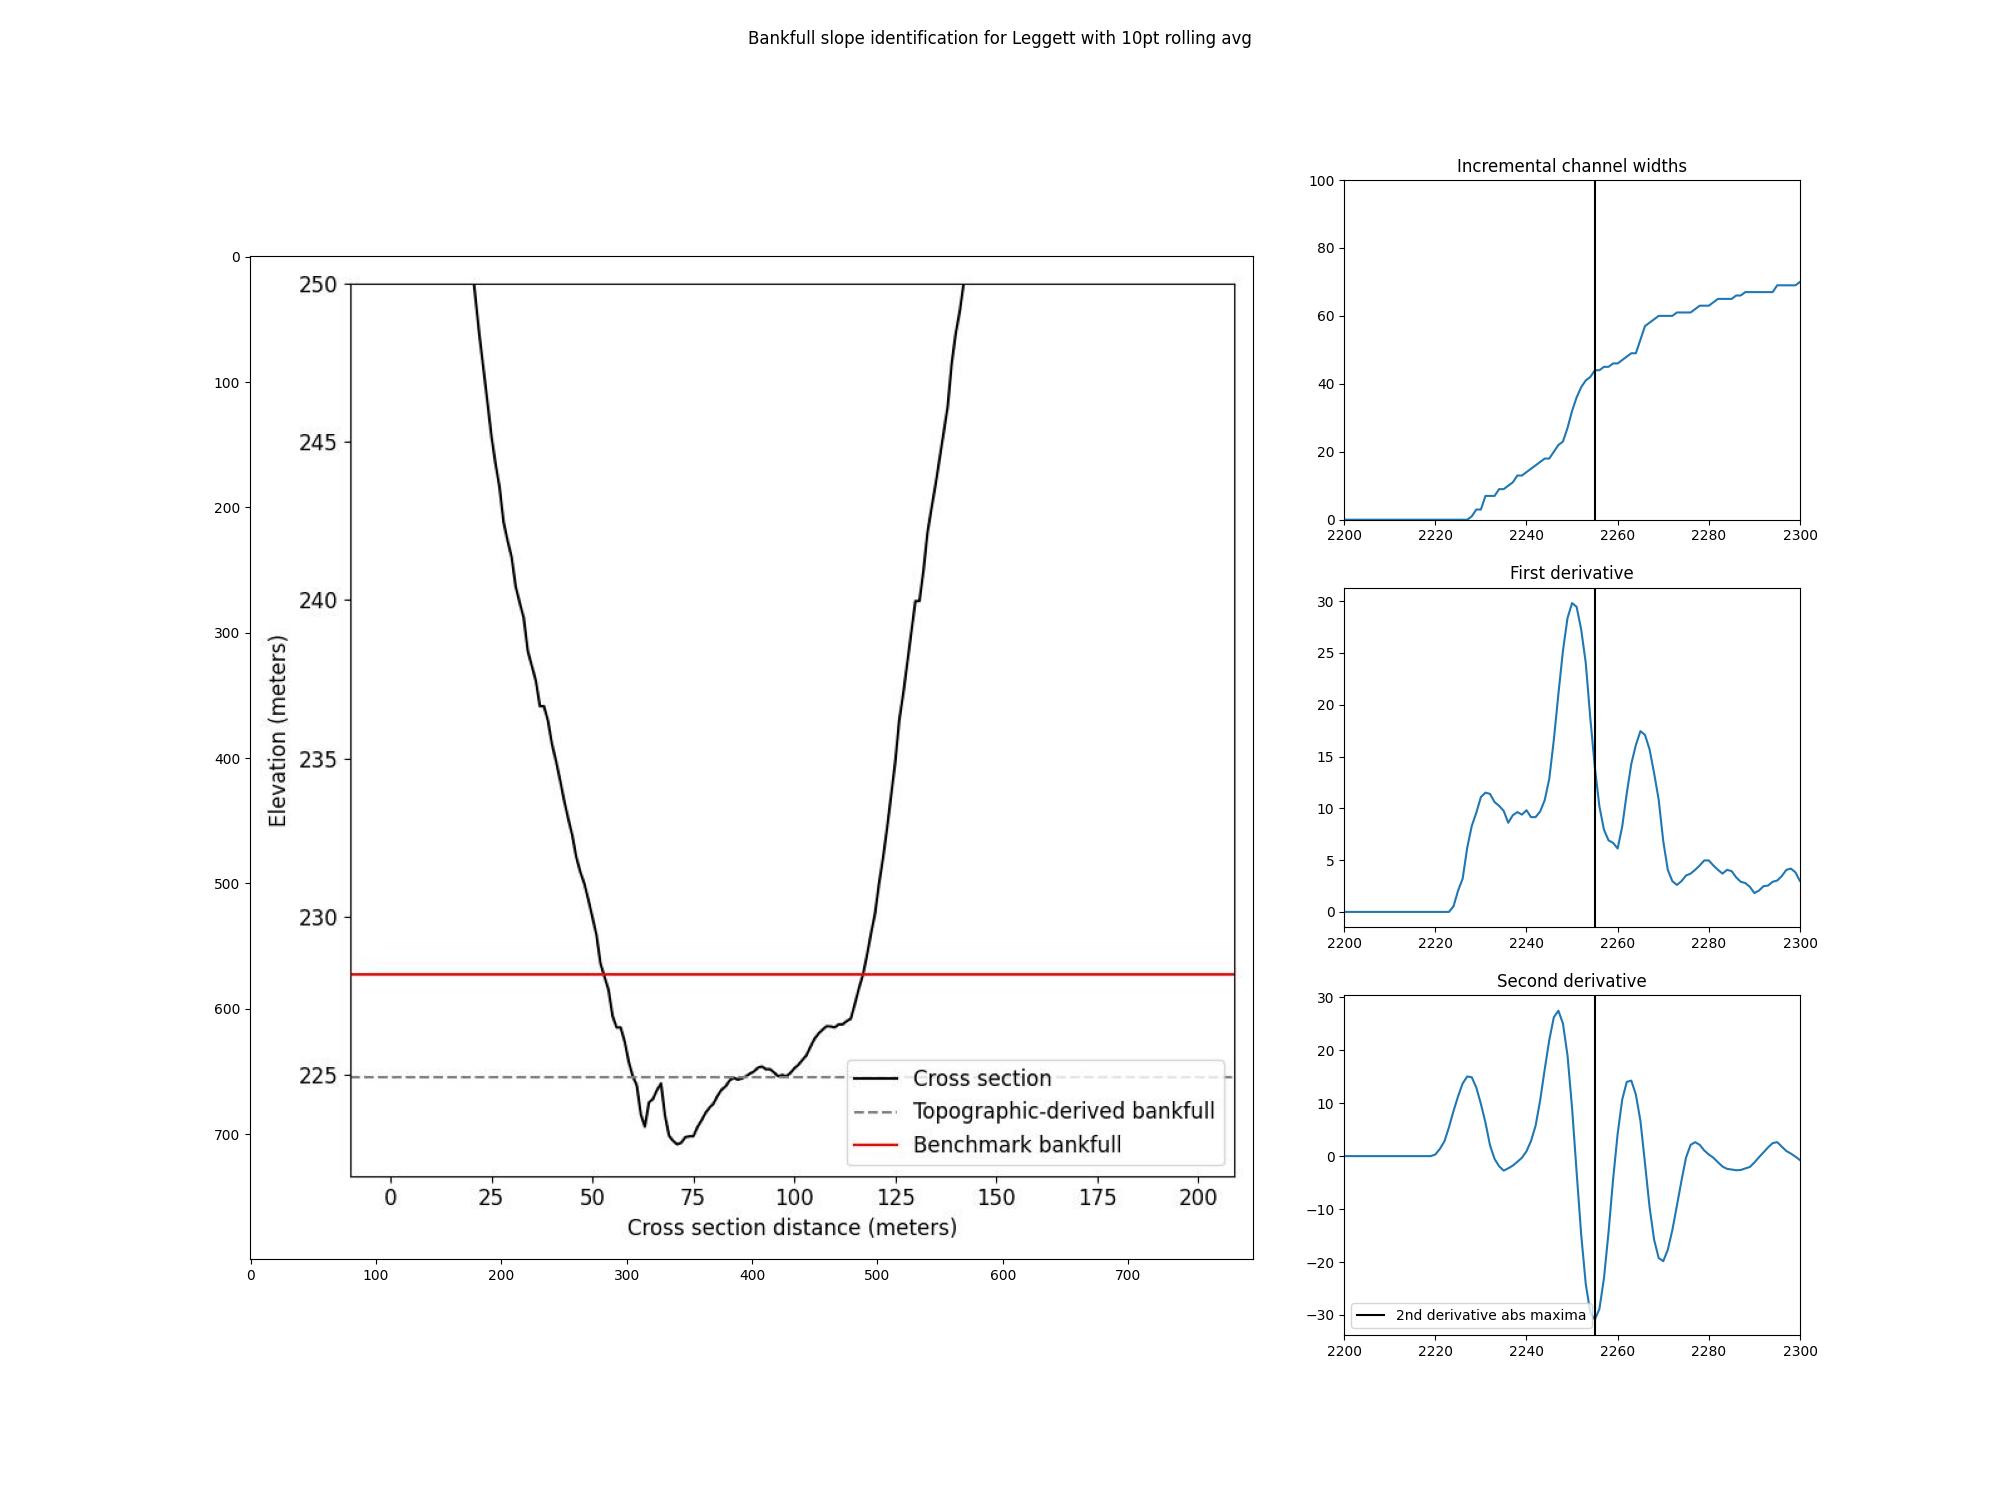 Bankfull slope identification for Leggett with 10pt rolling avg
0
100
200
300
400
500
600
700
250
245
240
235
230
225
Elevation (meters)
Cross section
Topographic-derived bankfull
Benchmark bankfull
0 25 50 75 100 125 150 175 200
Cross section distance (meters)
0 100 200 300 400 500 600 700
Incremental channel widths
100
80
60
40
20
0
2200 2220 2240 2260 2280 2300
First derivative
30
25
20
15
10
5
0
2200 2220 2240 2260 2280 2300
Second derivative
30
20
10
0
−10
−20
−30
2nd derivative abs maxima
2200 2220 2240 2260 2280 2300